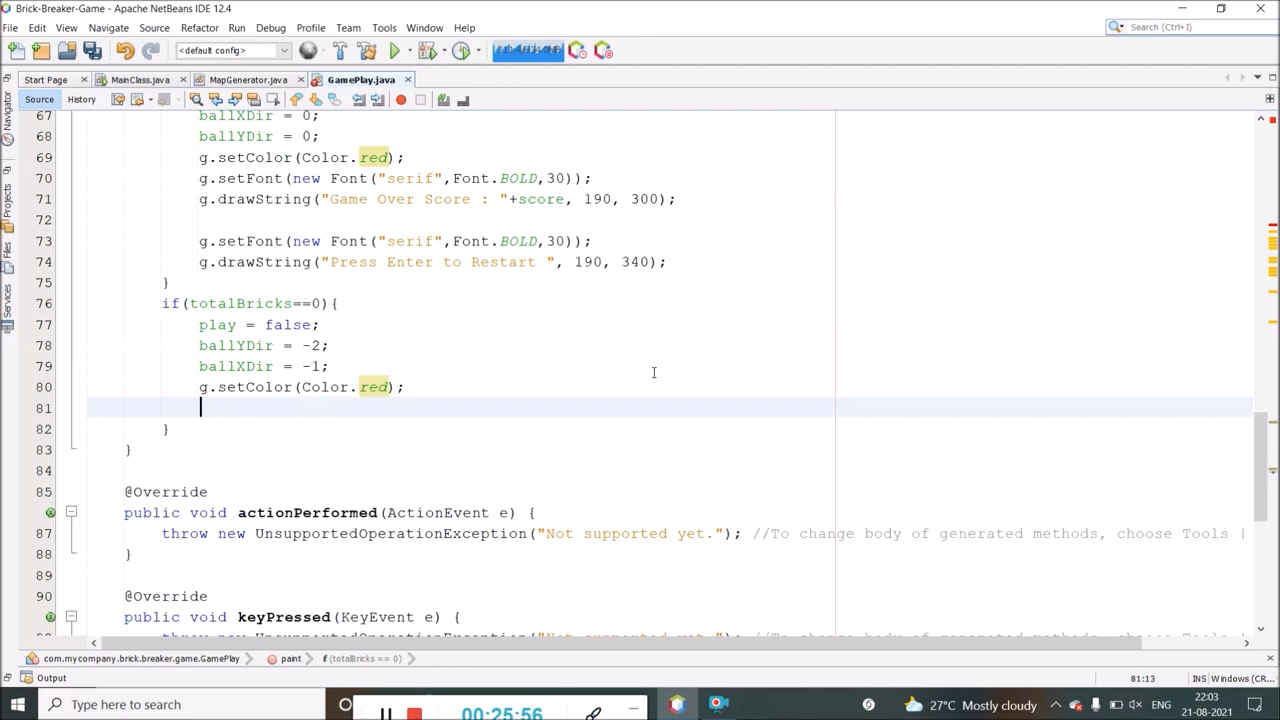 Brick-Breaker-Game - Apache NetBeans IDE 12.4
File Edit View Navigate Source Refactor Run Debug Profile Team Tools Window Help
Search (Ctrl+I)
<default config>
Start Page MainClass.java MapGenerator.java GamePlay.java
Source History
Navigator
Projects
Files
Services
67 ballXDir = 0;
68 ballYDir = 0;
69 g.setColor(Color.red);
70 g.setFont(new Font("serif",Font.BOLD,30));
71 g.drawString("Game Over Score : "+score, 190, 300);
72
73 g.setFont(new Font("serif",Font.BOLD,30));
74 g.drawString("Press Enter to Restart ", 190, 340);
75 }
76 if(totalBricks==0){
77 play = false;
78 ballYDir = -2;
79 ballXDir = -1;
80 g.setColor(Color.red);
81
82 }
83 }
84
85 @Override
public void actionPerformed(ActionEvent e) {
87 throw new UnsupportedOperationException("Not supported yet."); //To change body of generated methods, choose Tools |
88 }
89
90 @Override
public void keyPressed(KeyEvent e) {
com.mycompany.brick.breaker.game.GamePlay paint if (totalBricks == 0)
Output
81:13 INS Windows (CR...
Type here to search
00:25:56
27°C Mostly cloudy
ENG
22:03
21-08-2021